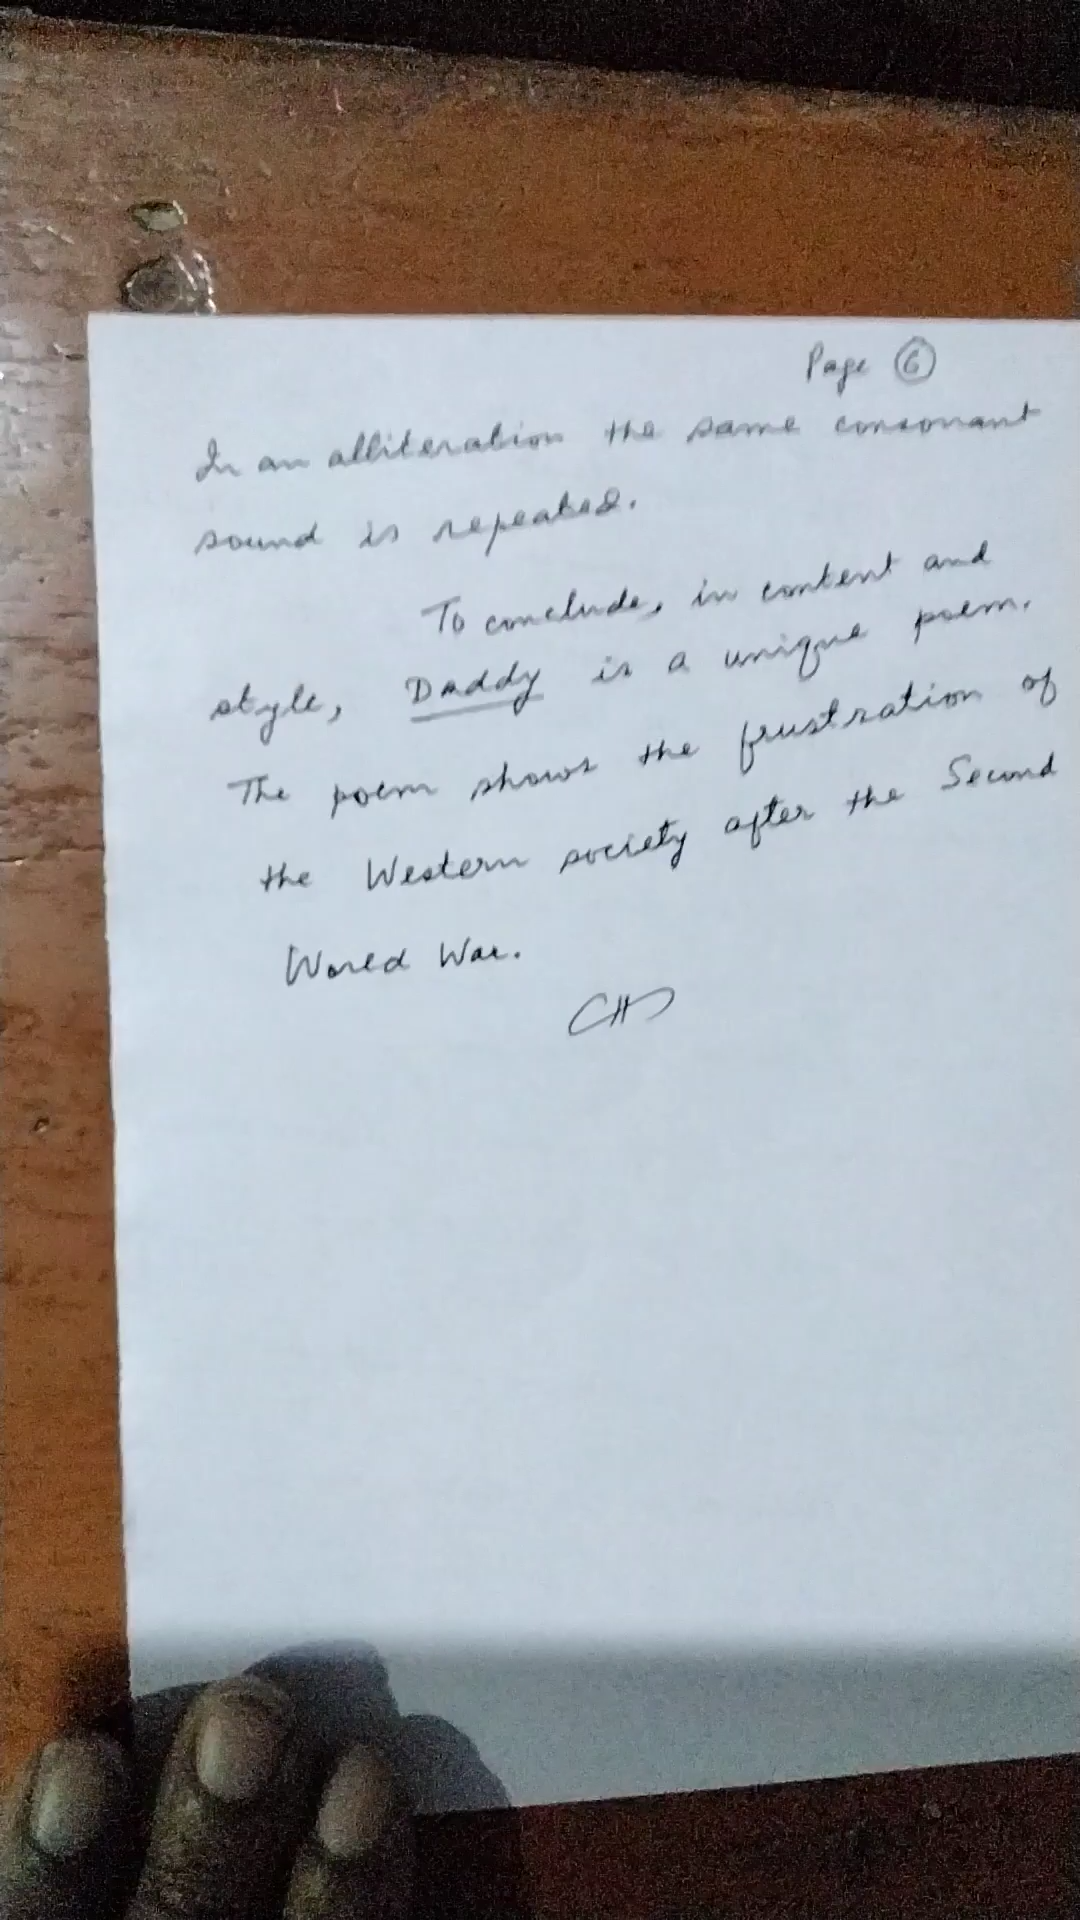 Page 6
In an alliteration the same consonant
sound is repeated.
To conclude, in content and
style, Daddy is a unique poem.
The poem shows the frustration of
the Western society after the Second
World War.